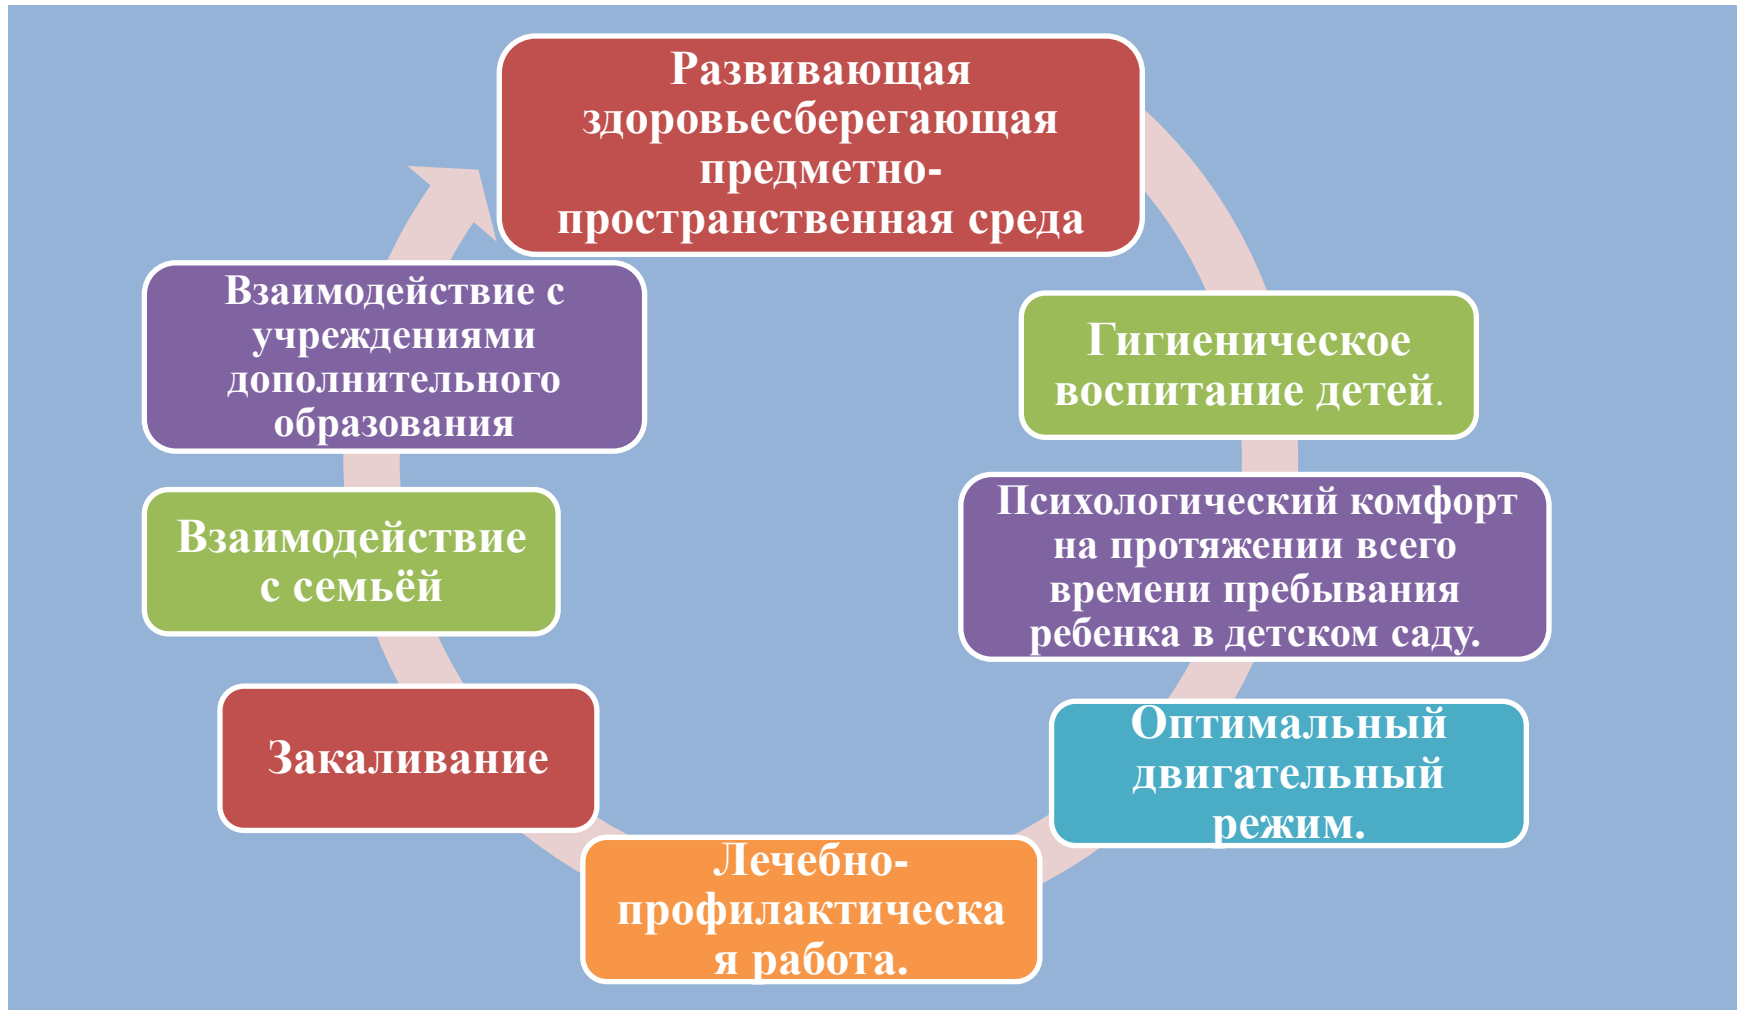 Развивающая
здоровьесберегающая
предметно-
пространственная среда
Гигиеническое
воспитание детей.
Психологический комфорт
на протяжении всего
времени пребывания
ребенка в детском саду.
Оптимальный
двигательный
режим.
Лечебно-
профилактическа
я работа.
Закаливание
Взаимодействие
с семьёй
Взаимодействие с
учреждениями
дополнительного
образования